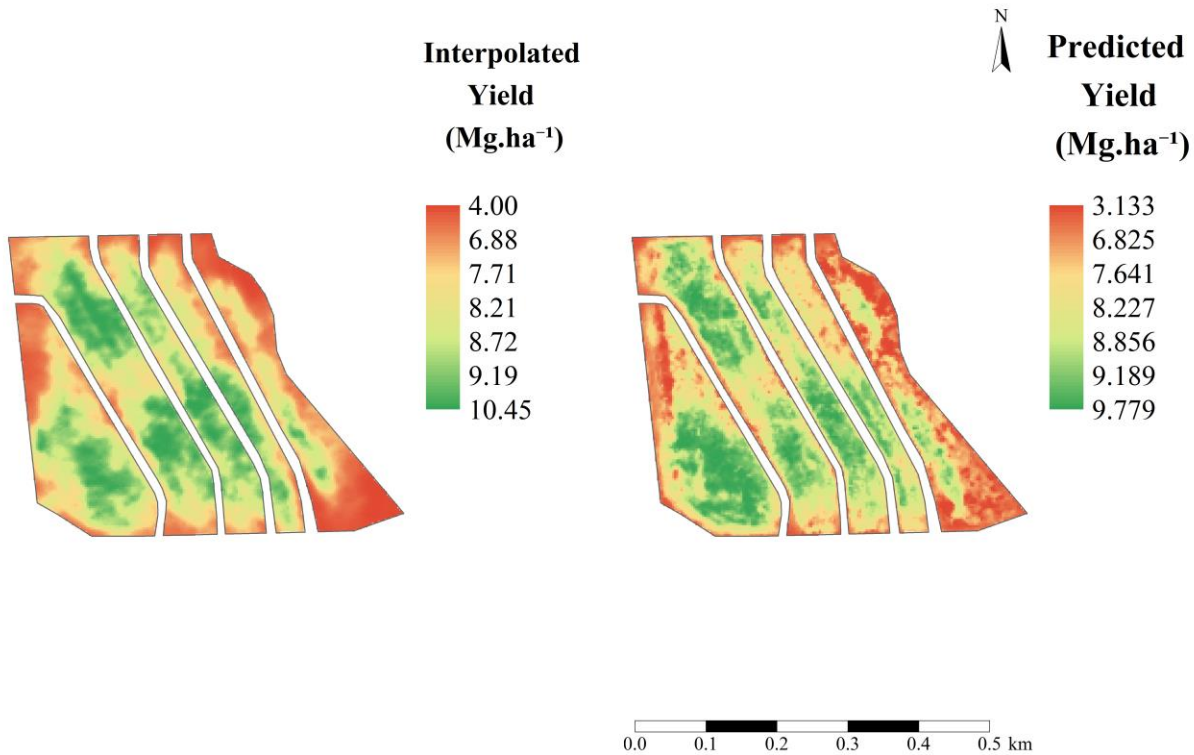 Interpolated
Yield
(Mg.ha⁻¹)
4.00
6.88
7.71
8.21
8.72
9.19
10.45
N
Predicted
Yield
(Mg.ha⁻¹)
3.133
6.825
7.641
8.227
8.856
9.189
9.779
0.0 0.1 0.2 0.3 0.4 0.5 km